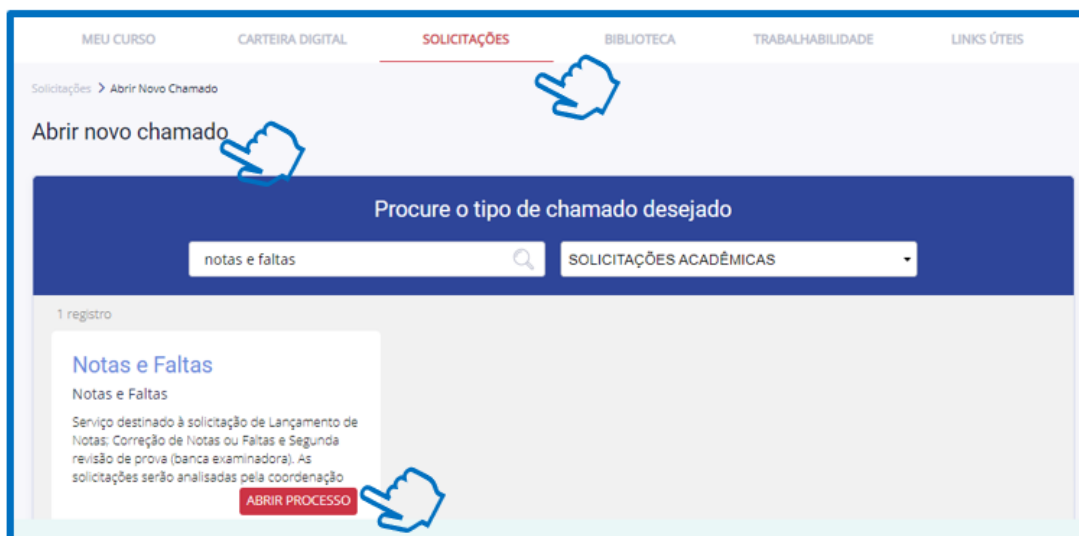 MEU CURSO CARTEIRA DIGITAL SOLICITAÇÕES BIBLIOTECA TRABALHABILIDADE LINKS ÚTEIS
Solicitações > Abrir Novo Chamado
Abrir novo chamado
Procure o tipo de chamado desejado
notas e faltas SOLICITAÇÕES ACADÊMICAS
1 registro
Notas e Faltas
Notas e Faltas
Serviço destinado à solicitação de Lançamento de
Notas; Correção de Notas ou Faltas e Segunda
revisão de prova (banca examinadora). As
solicitações serão analisadas pela coordenação
ABRIR PROCESSO